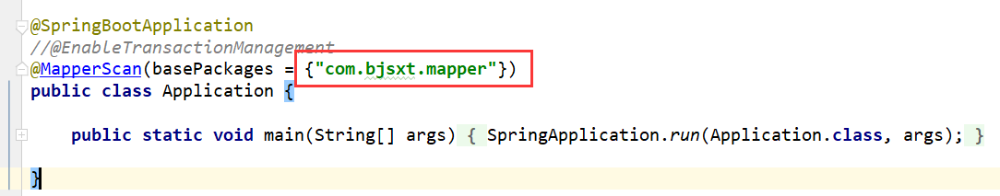 @SpringBootApplication
//@EnableTransactionManagement
@MapperScan(basePackages = {"com.bjsxt.mapper"})
public class Application {
public static void main(String[] args) { SpringApplication.run(Application.class, args); }
}